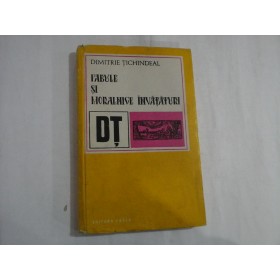 DIMITRIE ȚICHINDEAL
FABULE
ȘI
MORALNICE ÎNVĂȚĂTURI
DȚ